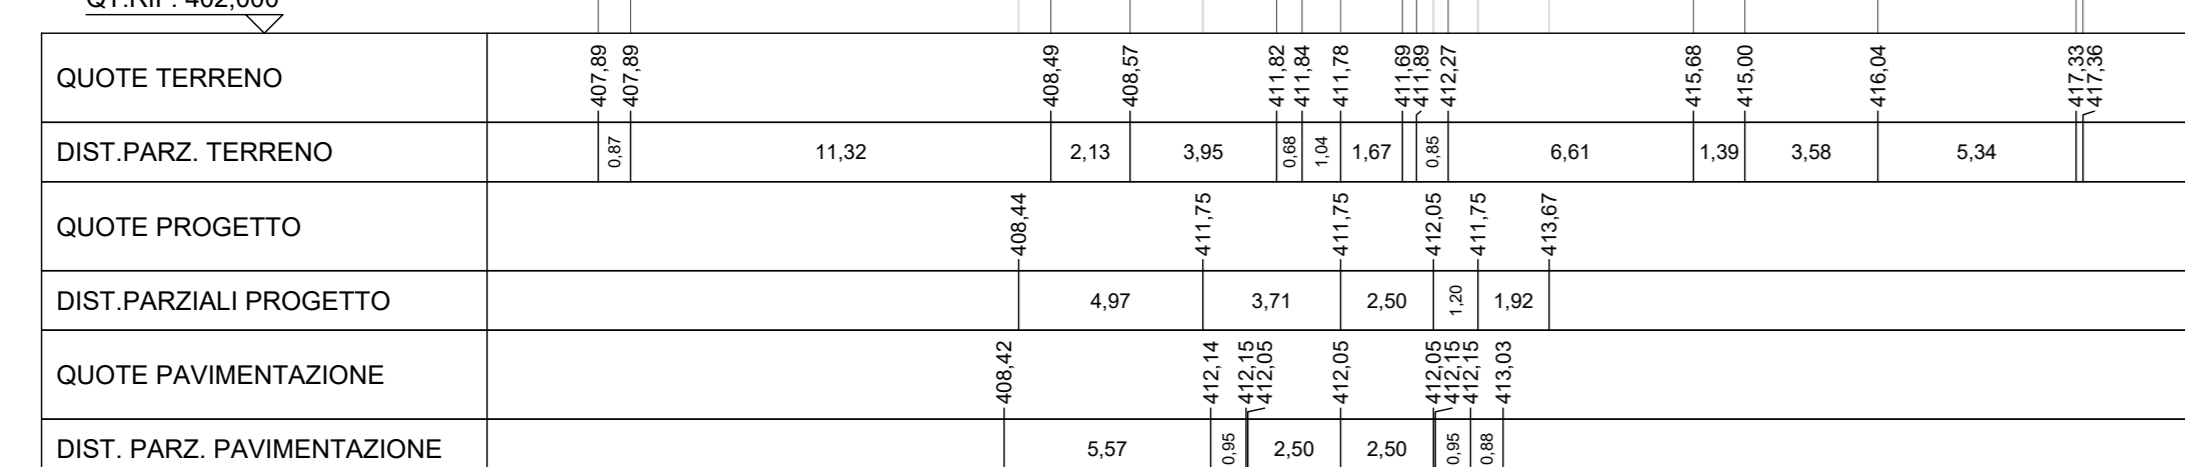 QT.RIF. 402,000
QUOTE TERRENO 407,89 407,89 408,49 408,57 411,82 411,84 411,78 411,69 411,89 412,27 415,68 415,00 416,04 417,33 417,36
DIST.PARZ. TERRENO 0,87 11,32 2,13 3,95 0,68 1,04 1,67 0,85 6,61 1,39 3,58 5,34
QUOTE PROGETTO 408,44 411,75 411,75 412,05 411,75 413,67
DIST.PARZIALI PROGETTO 4,97 3,71 2,50 1,20 1,92
QUOTE PAVIMENTAZIONE 408,42 412,14 412,15 412,05 412,05 412,05 412,15 412,15 413,03
DIST. PARZ. PAVIMENTAZIONE 5,57 0,95 2,50 2,50 0,95 0,88